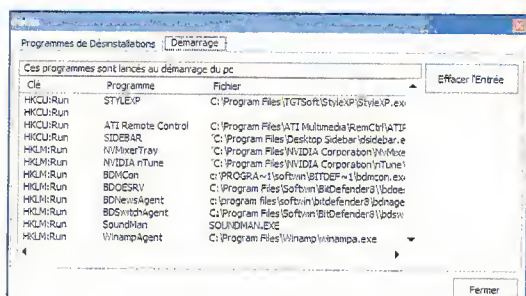 Programmes de Désinstallations Démarrage
Ces programmes sont lancés au démarrage du pc
Effacer l'Entrée
Clé Programme Fichier
HKCU:Run STYLEXP C:\Program Files\TGTSoft\StyleXP\StyleXP.exe
HKCU:Run
HKCU:Run ATI Remote Control C:\Program Files\ATI Multimedia\RemCtrl\ATIR
HKCU:Run SIDEBAR "C:\Program Files\Desktop Sidebar\dsidebar.e
HKLM:Run NVMixerTray "C:\Program Files\NVIDIA Corporation\NvMixe
HKLM:Run NVIDIA nTune "C:\Program Files\NVIDIA Corporation\nTune\
HKLM:Run BDMCon c:\PROGRA~1\softwin\BITDEF~1\bdmcon.exe
HKLM:Run BDOESRV C:\Program Files\Softwin\BitDefender8\\bdoes
HKLM:Run BDNewsAgent c:\program files\softwin\bitdefender8\bdnage
HKLM:Run BDSwitchAgent C:\Program Files\Softwin\BitDefender8\\bdsw
HKLM:Run SoundMan SOUNDMAN.EXE
HKLM:Run WinampAgent C:\Program Files\Winamp\winampa.exe
Fermer